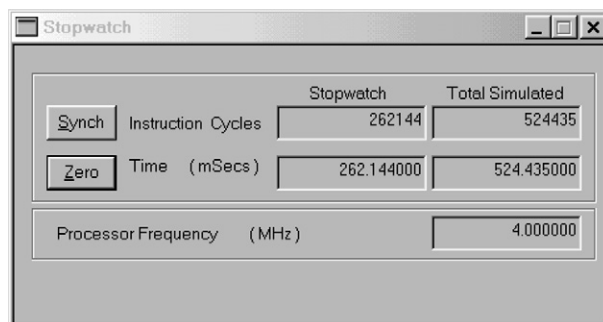 Stopwatch
Stopwatch Total Simulated
Synch Instruction Cycles 262144 524435
Zero Time (mSecs) 262.144000 524.435000
Processor Frequency (MHz) 4.000000